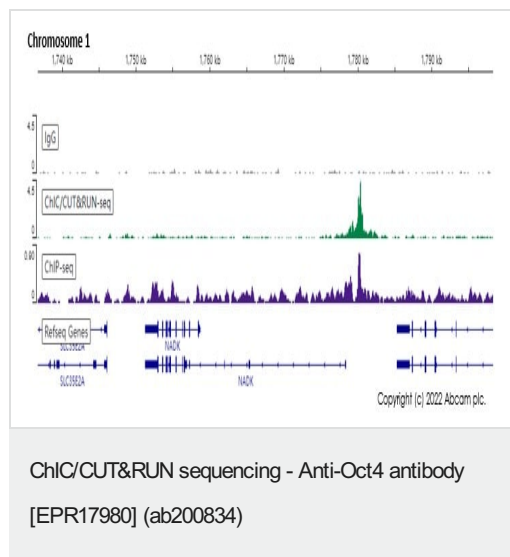 Chromosome 1
1,740 kb 1,750 kb 1,760 kb 1,770 kb 1,780 kb 1,790 kb
4.5
IgG
0
4.5
ChIC/CUT&RUN-seq
0
0.90
ChIP-seq
0
Refseq Genes
SLC35E2A NADK
SLC35E2A NADK
Copyright (c) 2022 Abcam plc.
ChIC/CUT&RUN sequencing - Anti-Oct4 antibody
[EPR17980] (ab200834)